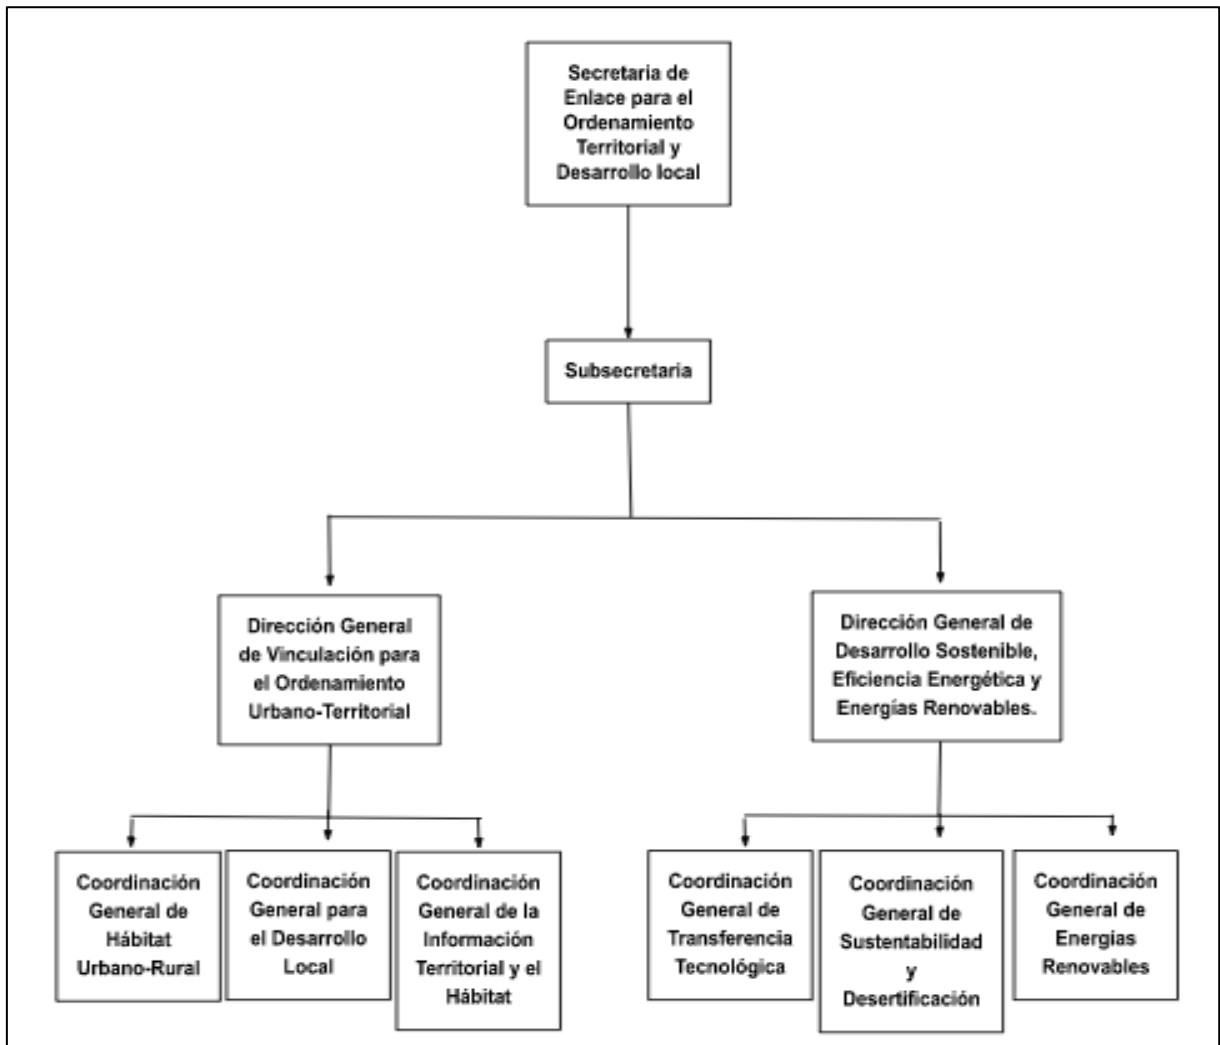 Secretaria de
Enlace para el
Ordenamiento
Territorial y
Desarrollo local
Subsecretaria
Dirección General
de Vinculación para
el Ordenamiento
Urbano-Territorial
Dirección General de
Desarrollo Sostenible,
Eficiencia Energética y
Energías Renovables.
Coordinación
General de
Hábitat
Urbano-Rural
Coordinación
General para
el Desarrollo
Local
Coordinación
General de la
Información
Territorial y el
Hábitat
Coordinación
General de
Transferencia
Tecnológica
Coordinación
General de
Sustentabilidad
y
Desertificación
Coordinación
General de
Energías
Renovables